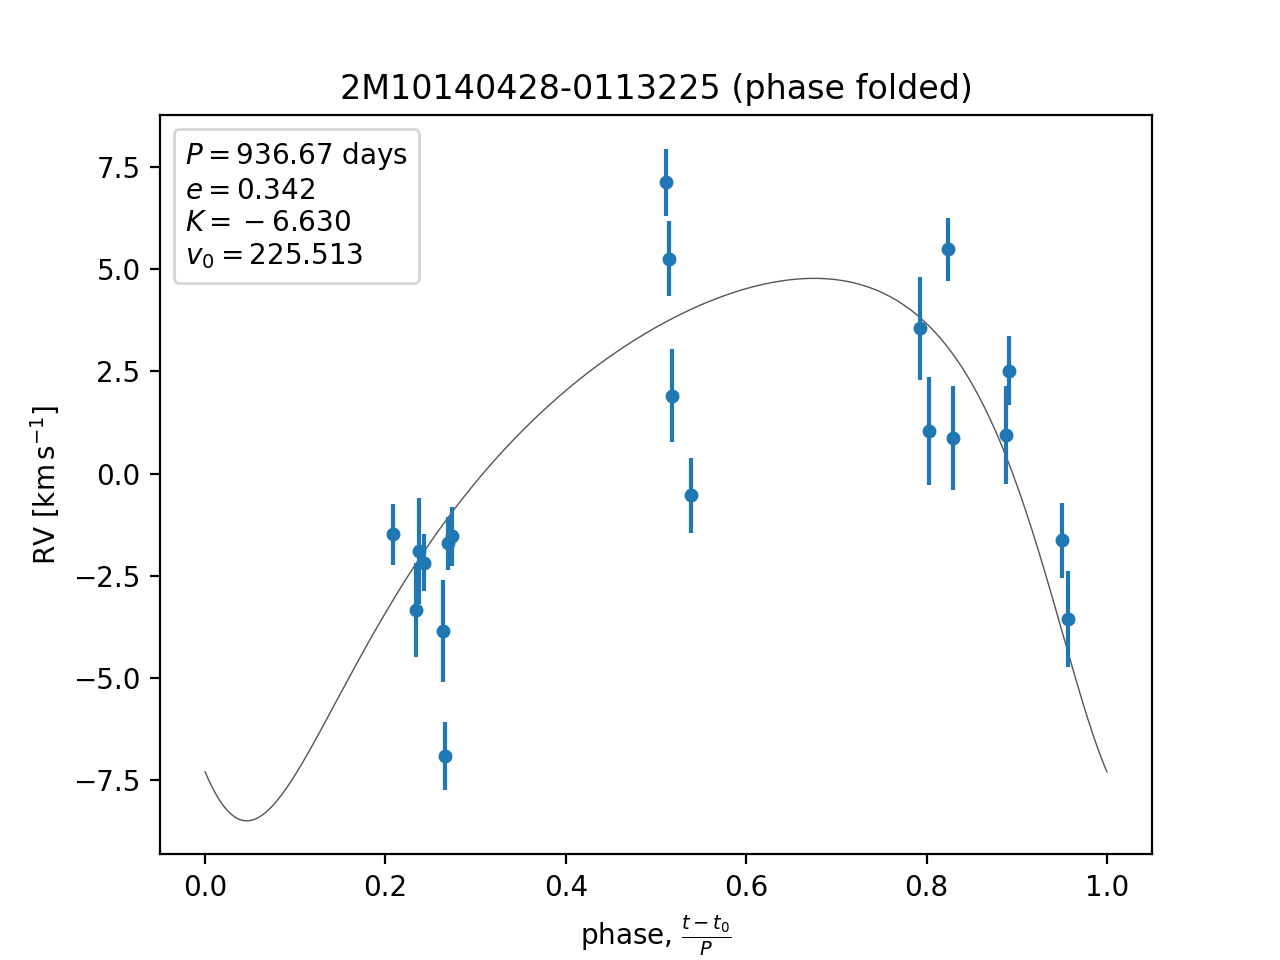 2M10140428-0113225 (phase folded)
P = 936.67 days
e = 0.342
K = −6.630
v₀ = 225.513
7.5
5.0
2.5
0.0
−2.5
−5.0
−7.5
RV [km s⁻¹]
0.0 0.2 0.4 0.6 0.8 1.0
phase, (t − t₀)/P